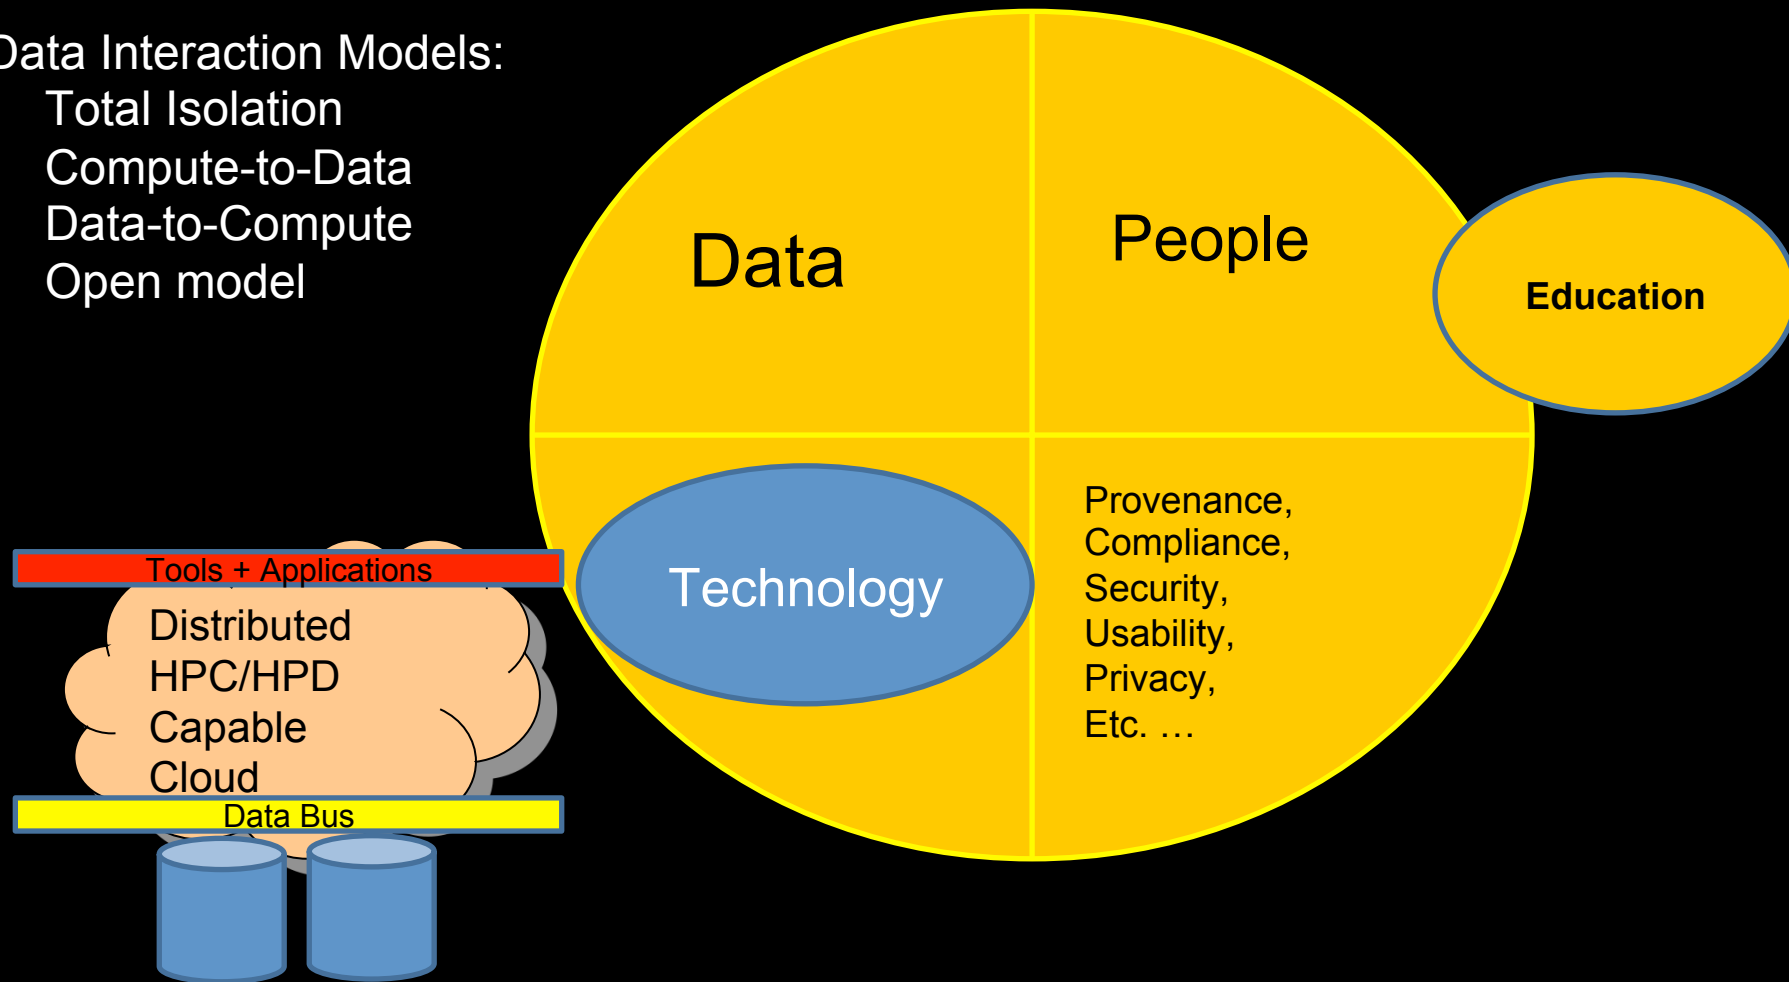 Data Interaction Models:
Total Isolation
Compute-to-Data
Data-to-Compute
Open model
Data
People
Education
Technology
Provenance,
Compliance,
Security,
Usability,
Privacy,
Etc. …
Tools + Applications
Distributed
HPC/HPD
Capable
Cloud
Data Bus